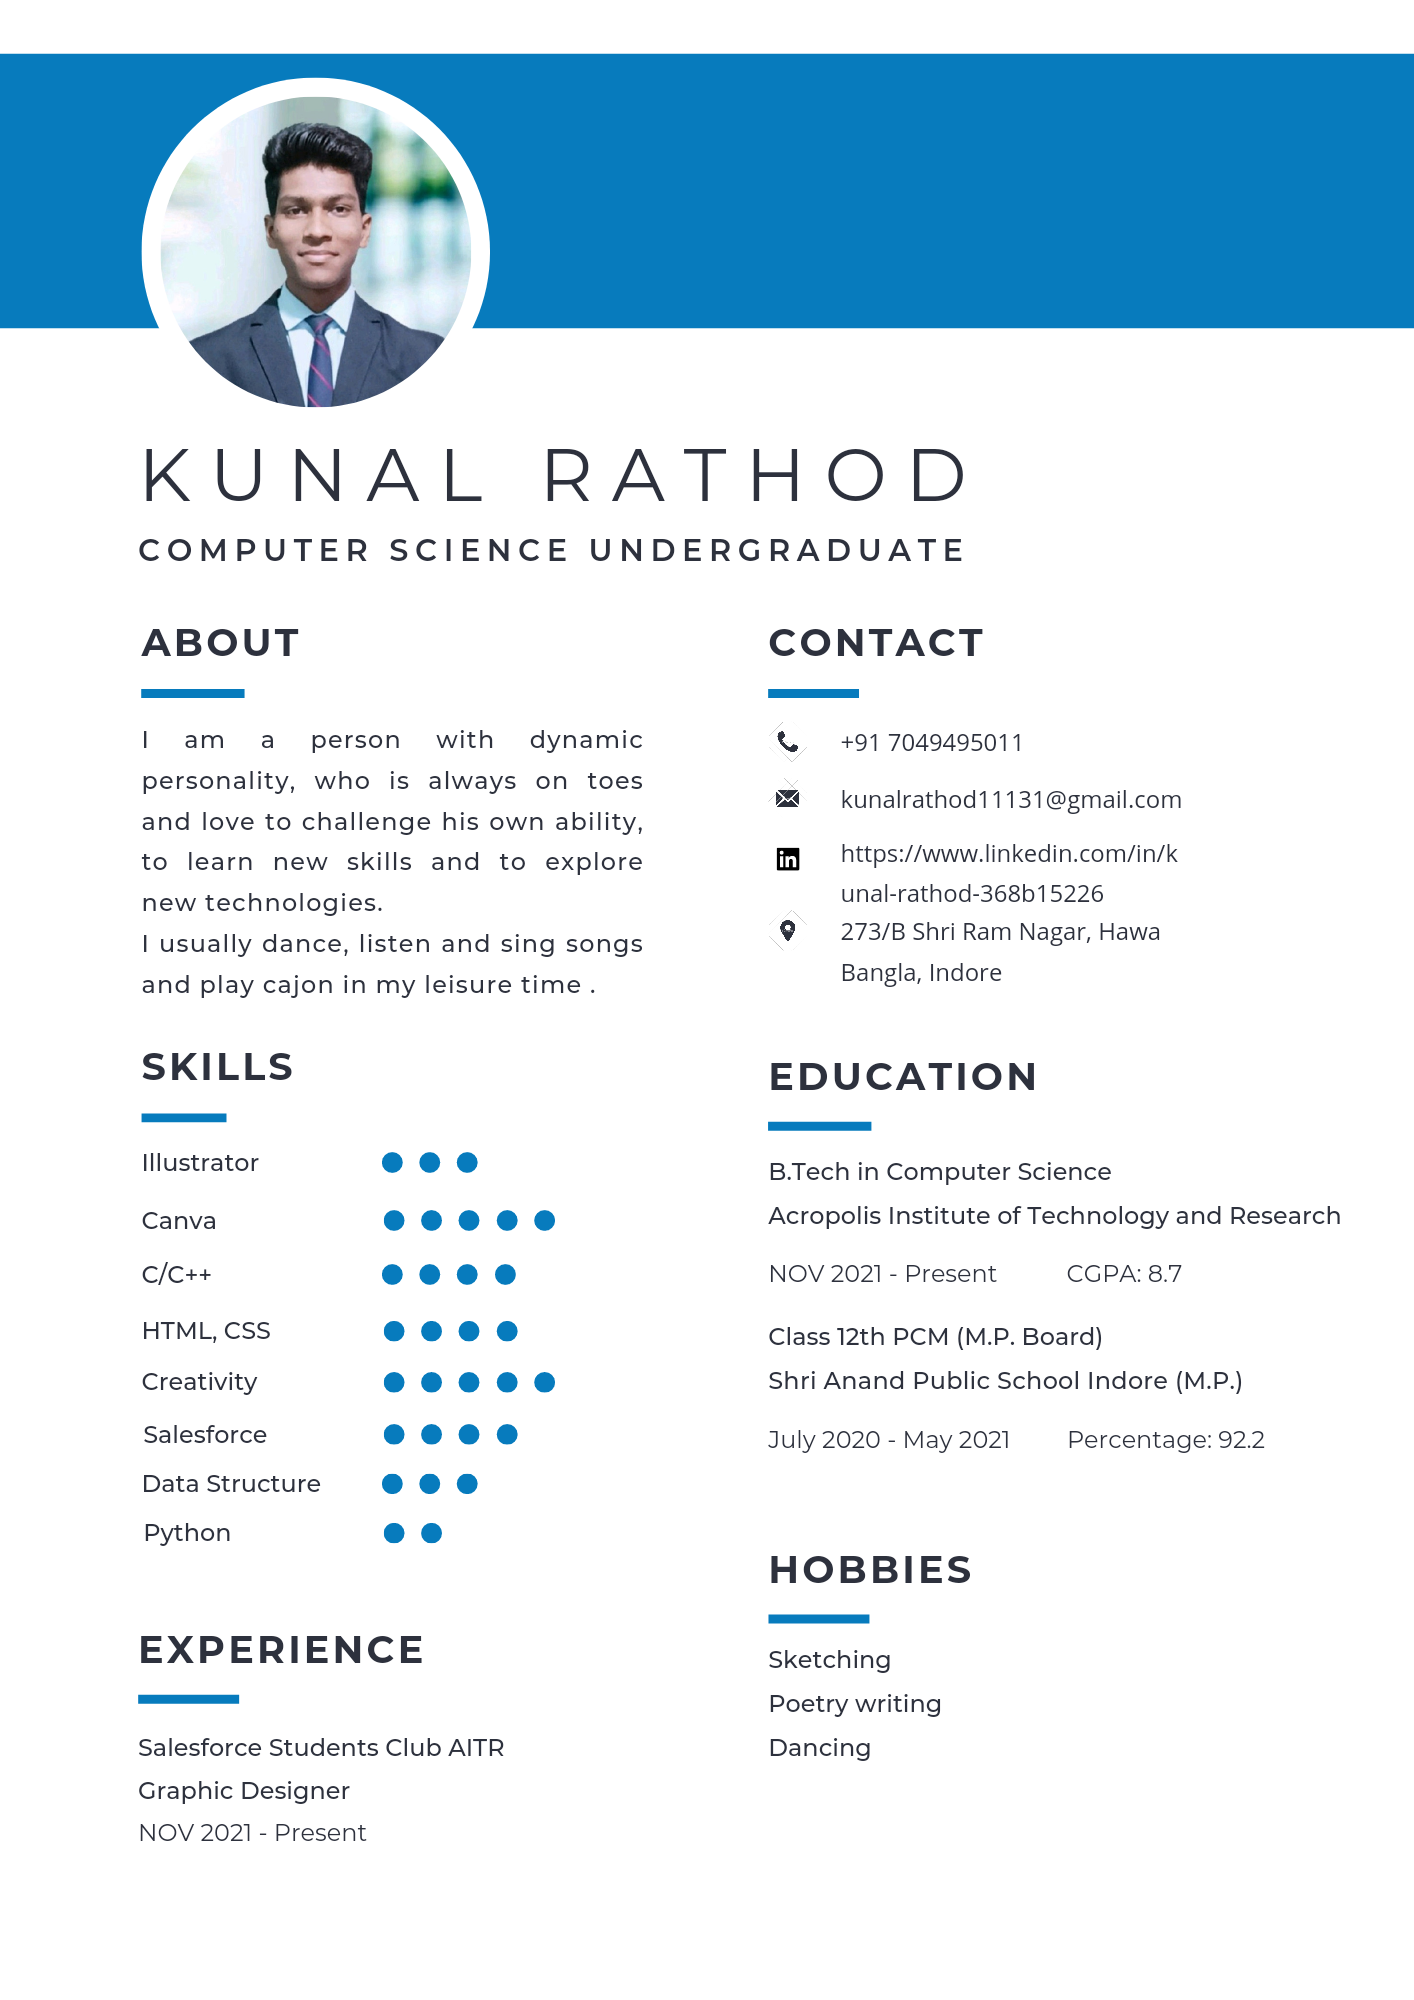 KUNAL RATHOD
COMPUTER SCIENCE UNDERGRADUATE
ABOUT
I am a person with dynamic
personality, who is always on toes
and love to challenge his own ability,
to learn new skills and to explore
new technologies.
I usually dance, listen and sing songs
and play cajon in my leisure time .
SKILLS
Illustrator
Canva
C/C++
HTML, CSS
Creativity
Salesforce
Data Structure
Python
EXPERIENCE
Salesforce Students Club AITR
Graphic Designer
NOV 2021 - Present
CONTACT
+91 7049495011
kunalrathod11131@gmail.com
in
https://www.linkedin.com/in/k
unal-rathod-368b15226
273/B Shri Ram Nagar, Hawa
Bangla, Indore
EDUCATION
B.Tech in Computer Science
Acropolis Institute of Technology and Research
NOV 2021 - Present CGPA: 8.7
Class 12th PCM (M.P. Board)
Shri Anand Public School Indore (M.P.)
July 2020 - May 2021 Percentage: 92.2
HOBBIES
Sketching
Poetry writing
Dancing